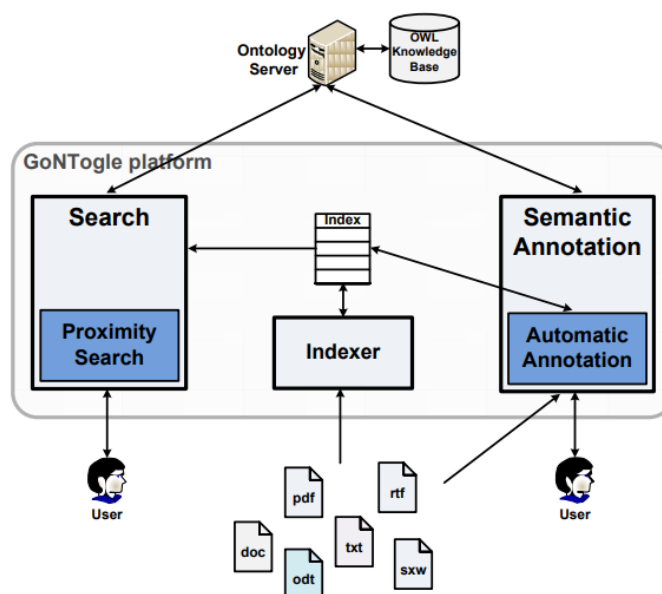 Ontology
Server
OWL
Knowledge
Base
GoNTogle platform
Search
Index
Semantic
Annotation
Proximity
Search
Indexer
Automatic
Annotation
User
User
pdf
rtf
doc
txt
odt
sxw